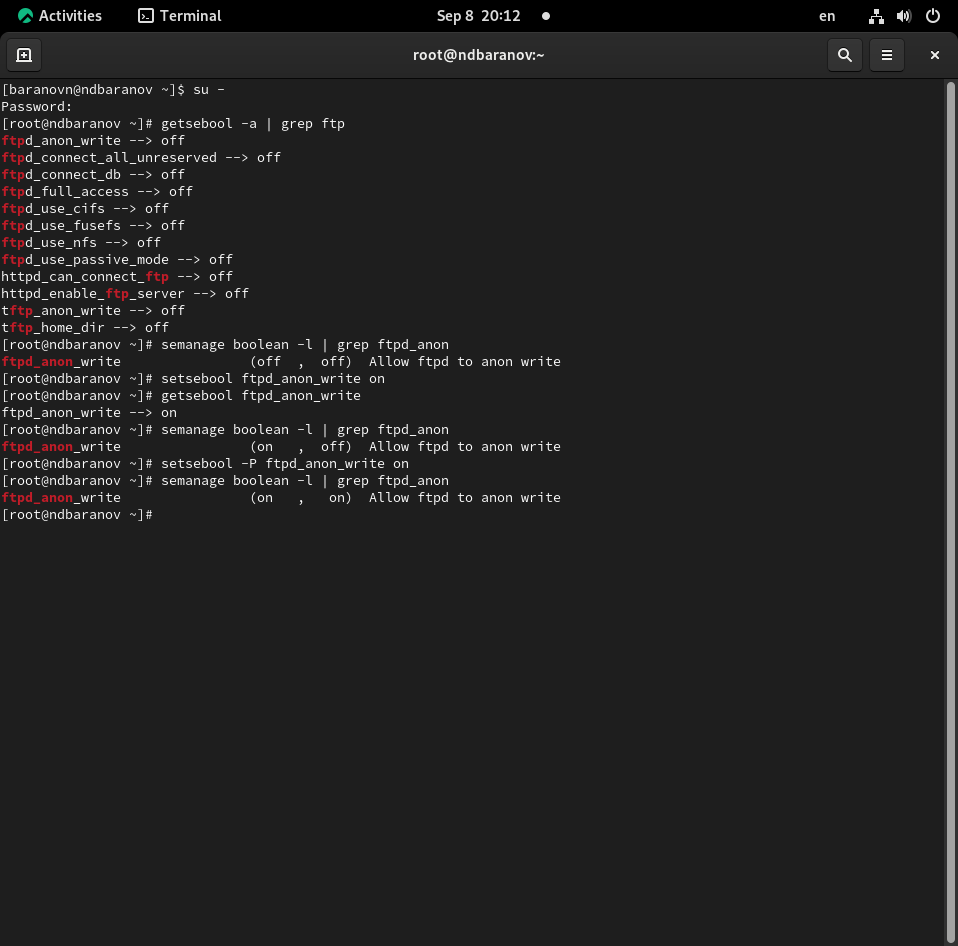 Activities Terminal Sep 8 20:12 en
root@ndbaranov:~
[baranovn@ndbaranov ~]$ su -
Password:
[root@ndbaranov ~]# getsebool -a | grep ftp
ftpd_anon_write --> off
ftpd_connect_all_unreserved --> off
ftpd_connect_db --> off
ftpd_full_access --> off
ftpd_use_cifs --> off
ftpd_use_fusefs --> off
ftpd_use_nfs --> off
ftpd_use_passive_mode --> off
httpd_can_connect_ftp --> off
httpd_enable_ftp_server --> off
tftp_anon_write --> off
tftp_home_dir --> off
[root@ndbaranov ~]# semanage boolean -l | grep ftpd_anon
ftpd_anon_write                (off  ,  off)  Allow ftpd to anon write
[root@ndbaranov ~]# setsebool ftpd_anon_write on
[root@ndbaranov ~]# getsebool ftpd_anon_write
ftpd_anon_write --> on
[root@ndbaranov ~]# semanage boolean -l | grep ftpd_anon
ftpd_anon_write                (on   ,  off)  Allow ftpd to anon write
[root@ndbaranov ~]# setsebool -P ftpd_anon_write on
[root@ndbaranov ~]# semanage boolean -l | grep ftpd_anon
ftpd_anon_write                (on   ,   on)  Allow ftpd to anon write
[root@ndbaranov ~]#